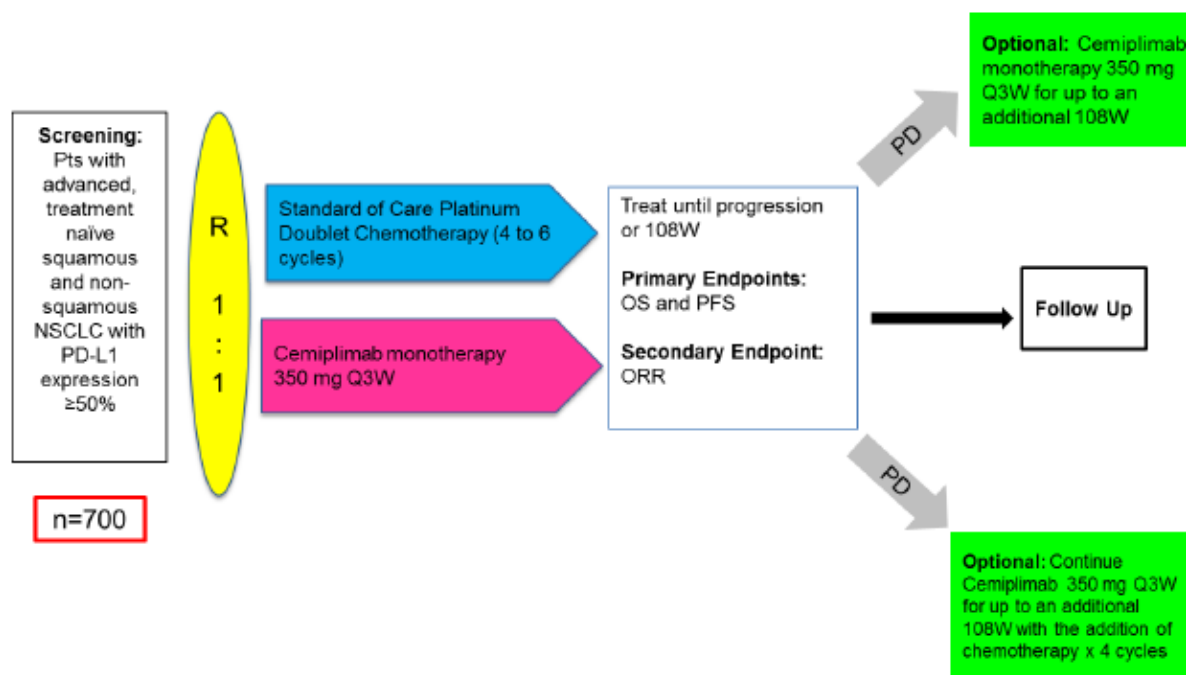 Screening:
Pts with
advanced,
treatment
naïve
squamous
and non-
squamous
NSCLC with
PD-L1
expression
≥50%
n=700
R
1
:
1
Standard of Care Platinum
Doublet Chemotherapy (4 to 6
cycles)
Cemiplimab monotherapy
350 mg Q3W
Treat until progression
or 108W
Primary Endpoints:
OS and PFS
Secondary Endpoint:
ORR
PD
Optional: Cemiplimab
monotherapy 350 mg
Q3W for up to an
additional 108W
Follow Up
PD
Optional: Continue
Cemiplimab 350 mg Q3W
for up to an additional
108W with the addition of
chemotherapy x 4 cycles